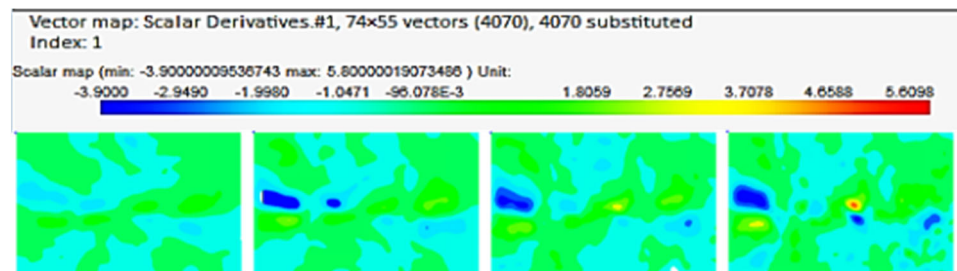 Vector map: Scalar Derivatives.#1, 74×55 vectors (4070), 4070 substituted
Index: 1
Scalar map (min: -3.90000009536743 max: 5.80000019073486 ) Unit:
-3.9000 -2.9490 -1.9980 -1.0471 -96.078E-3 1.8059 2.7569 3.7078 4.6588 5.6098